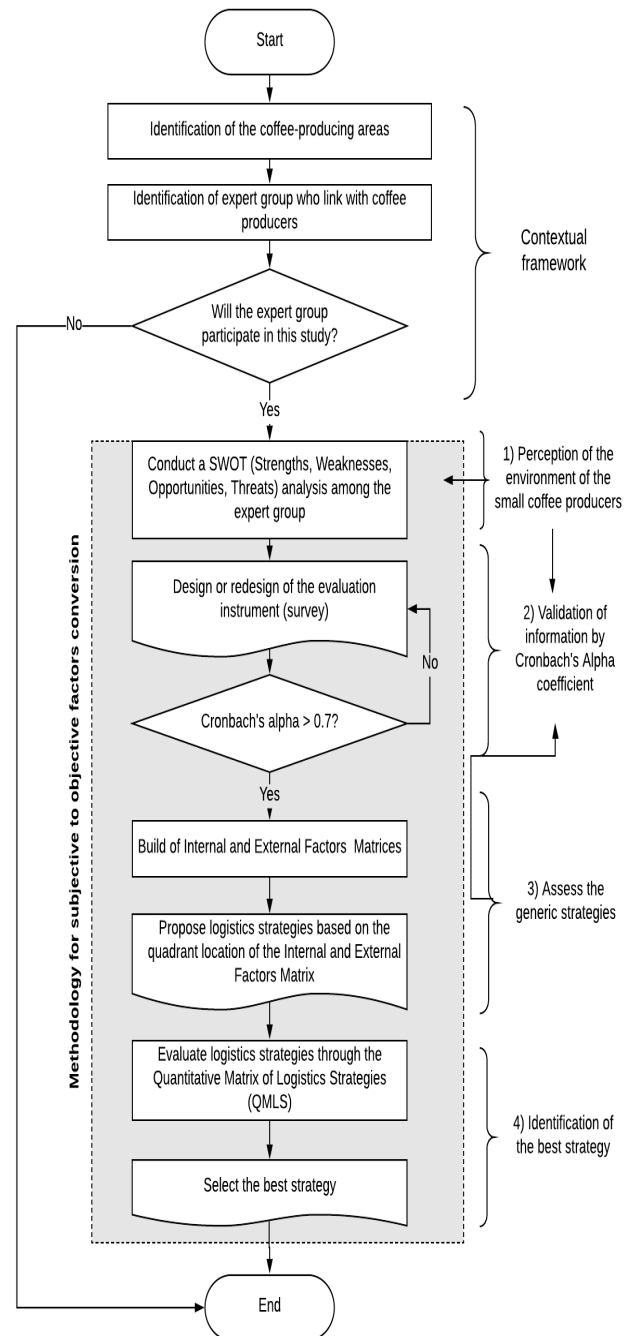 Start
Identification of the coffee-producing areas
Identification of expert group who link with coffee
producers
Contextual
framework
Will the expert group
participate in this study?
No
Yes
Conduct a SWOT (Strengths, Weaknesses,
Opportunities, Threats) analysis among the
expert group
1) Perception of the
environment of the
small coffee producers
Design or redesign of the evaluation
instrument (survey)
No
2) Validation of
information by
Cronbach's Alpha
coefficient
Cronbach's alpha > 0.7?
Yes
Methodology for subjective to objective factors conversion
Build of Internal and External Factors Matrices
Propose logistics strategies based on the
quadrant location of the Internal and External
Factors Matrix
3) Assess the
generic strategies
Evaluate logistics strategies through the
Quantitative Matrix of Logistics Strategies
(QMLS)
4) Identification of
the best strategy
Select the best strategy
End